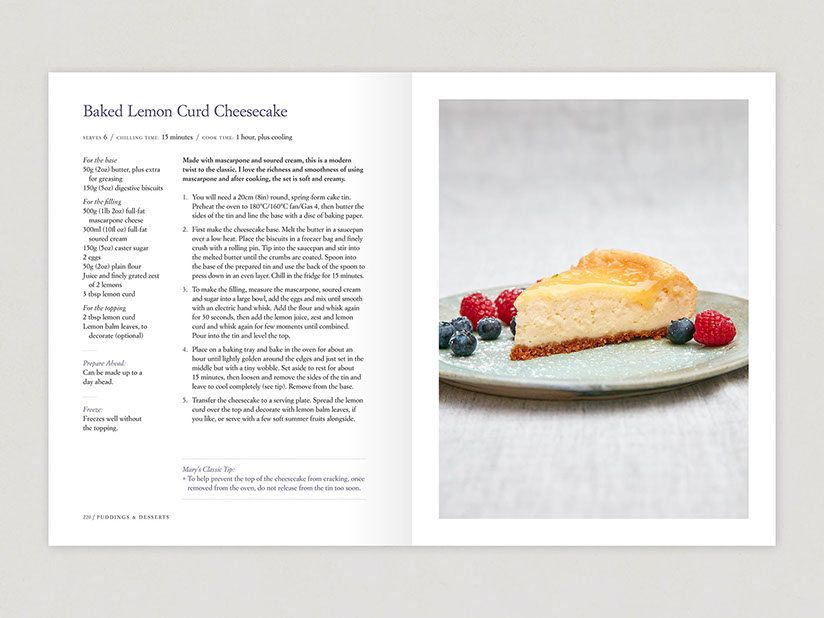 Baked Lemon Curd Cheesecake
SERVES 6 / CHILLING TIME: 15 minutes / COOK TIME: 1 hour, plus cooling
For the base
50g (2oz) butter, plus extra
for greasing
150g (5oz) digestive biscuits
For the filling
500g (1lb 2oz) full-fat
mascarpone cheese
300ml (10fl oz) full-fat
soured cream
150g (5oz) caster sugar
2 eggs
50g (2oz) plain flour
Juice and finely grated zest
of 2 lemons
3 tbsp lemon curd
For the topping
2 tbsp lemon curd
Lemon balm leaves, to
decorate (optional)
Prepare Ahead:
Can be made up to a
day ahead.
Freeze:
Freezes well without
the topping.
Made with mascarpone and soured cream, this is a modern
twist to the classic. I love the richness and smoothness of using
mascarpone and after cooking, the set is soft and creamy.
1. You will need a 20cm (8in) round, spring-form cake tin.
Preheat the oven to 180°C/160°C fan/Gas 4, then butter the
sides of the tin and line the base with a disc of baking paper.
2. First make the cheesecake base. Melt the butter in a saucepan
over a low heat. Place the biscuits in a freezer bag and finely
crush with a rolling pin. Tip into the saucepan and stir into
the melted butter until the crumbs are coated. Spoon into
the base of the prepared tin and use the back of the spoon to
press down in an even layer. Chill in the fridge for 15 minutes.
3. To make the filling, measure the mascarpone, soured cream
and sugar into a large bowl, add the eggs and mix until smooth
with an electric hand whisk. Add the flour and whisk again
for 30 seconds, then add the lemon juice, zest and lemon
curd and whisk again for few moments until combined.
Pour into the tin and level the top.
4. Place on a baking tray and bake in the oven for about an
hour until lightly golden around the edges and just set in the
middle but with a tiny wobble. Set aside to rest for about
15 minutes, then loosen and remove the sides of the tin and
leave to cool completely (see tip). Remove from the base.
5. Transfer the cheesecake to a serving plate. Spread the lemon
curd over the top and decorate with lemon balm leaves, if
you like, or serve with a few soft summer fruits alongside.
Mary's Classic Tip:
* To help prevent the top of the cheesecake from cracking, once
removed from the oven, do not release from the tin too soon.
220 / PUDDINGS & DESSERTS